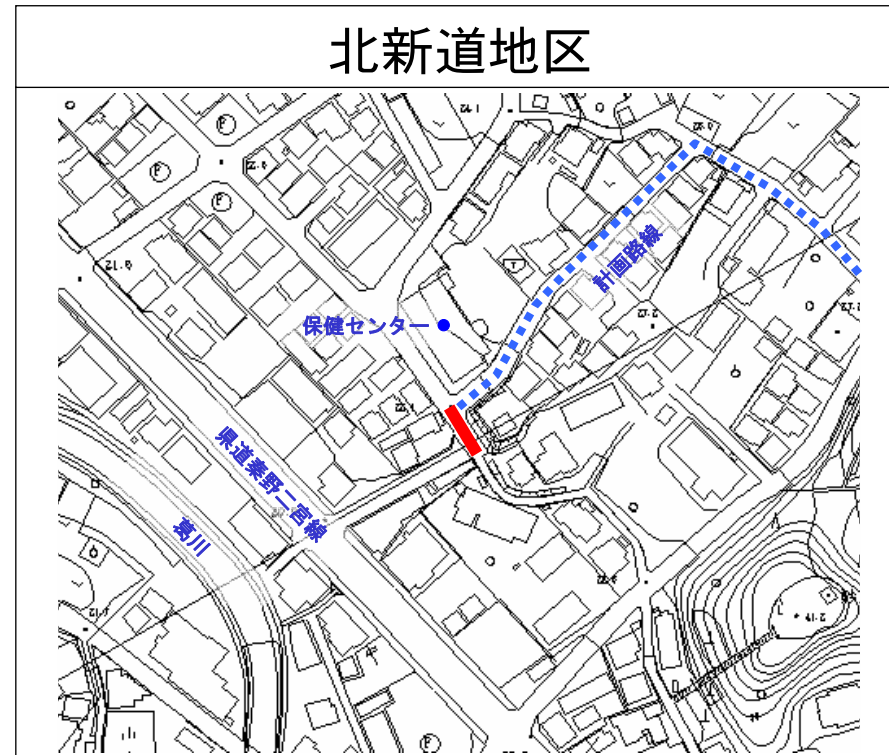 北新道地区
計画路線
保健センター
県道秦野二宮線
葛川